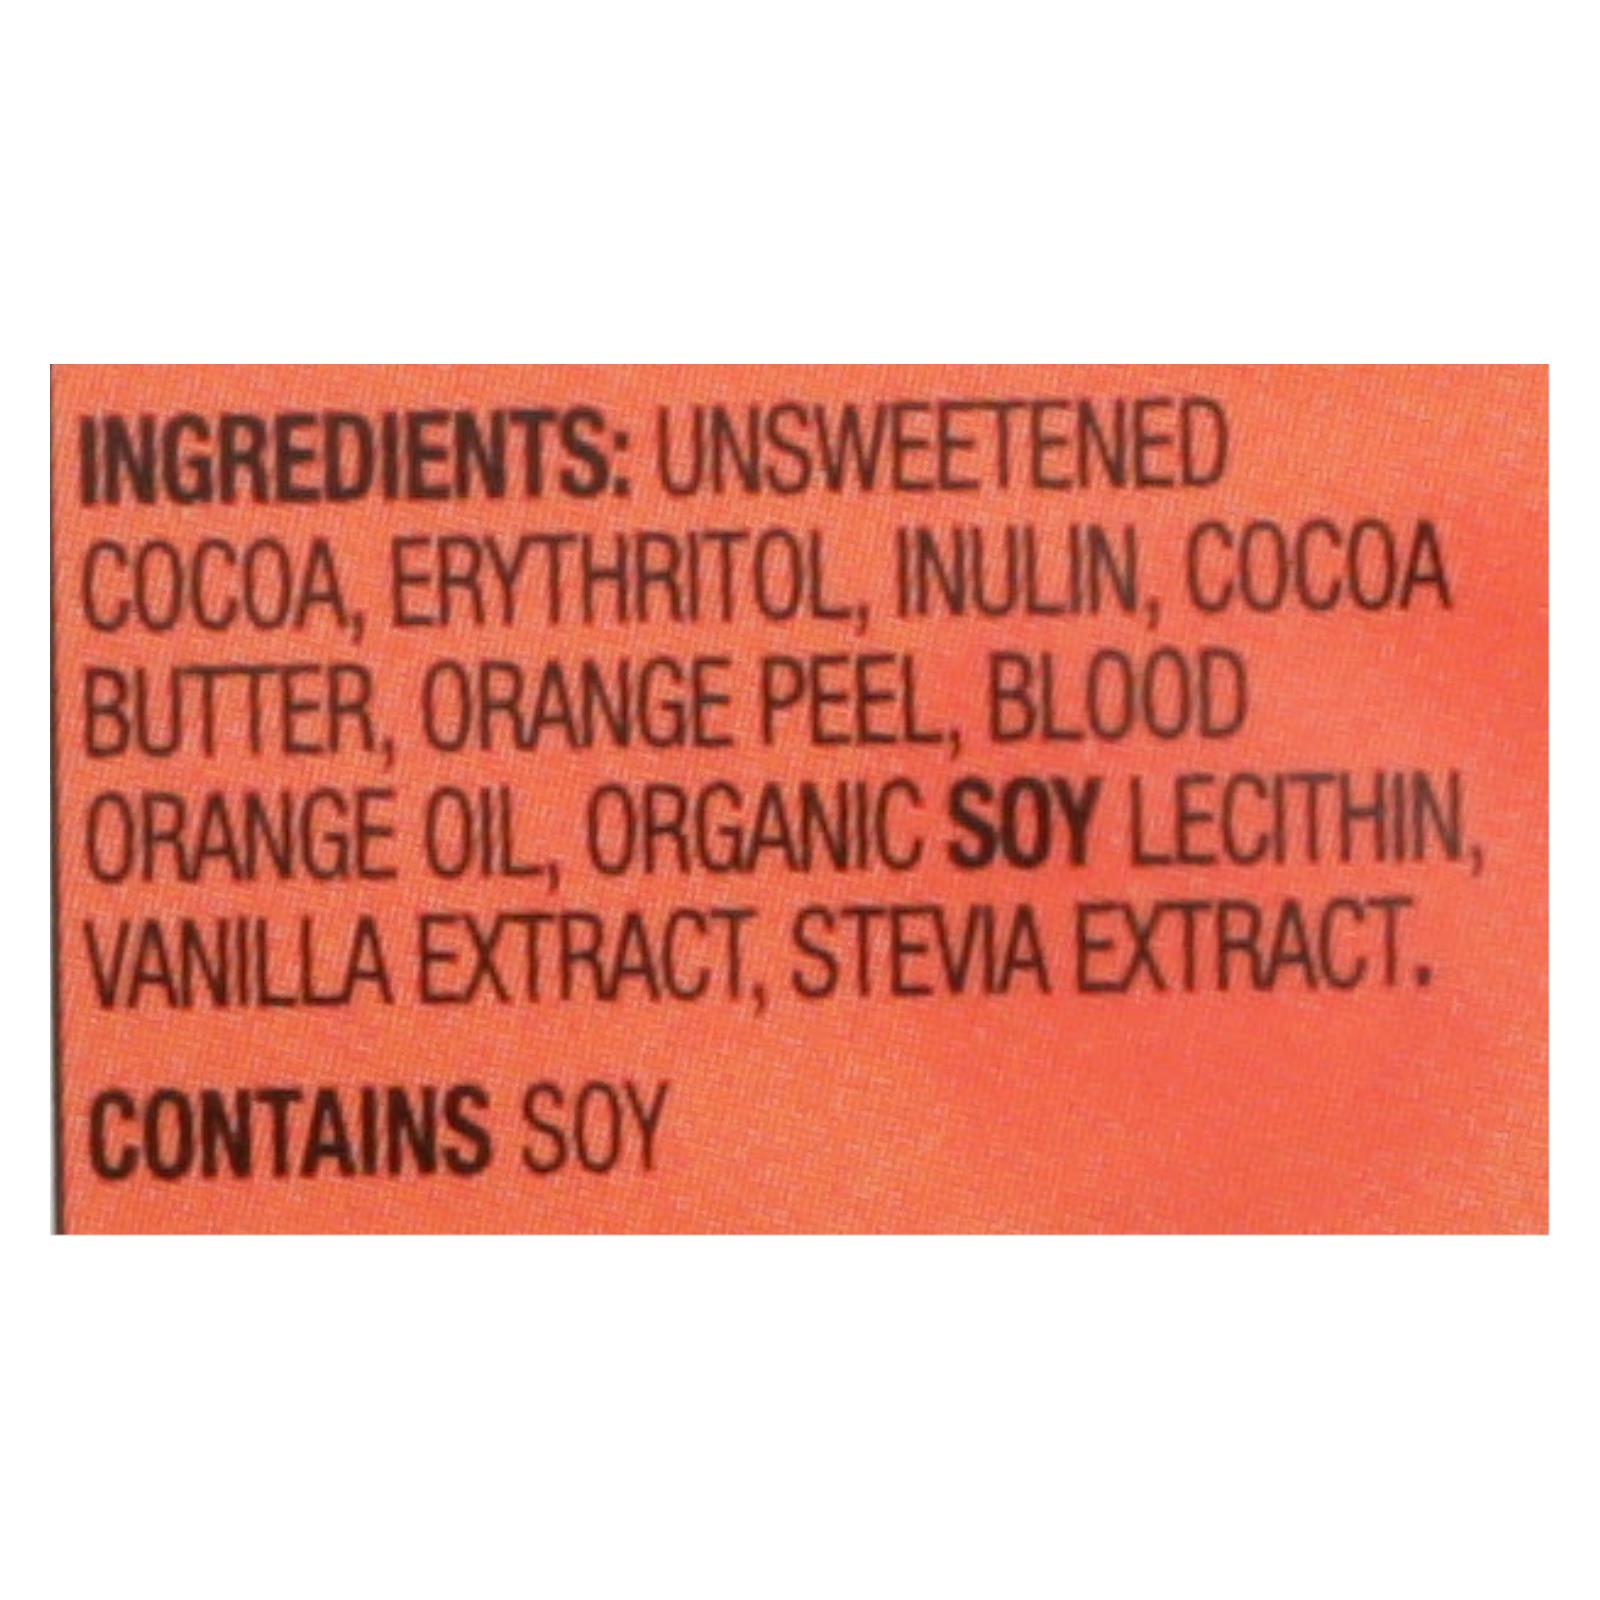 INGREDIENTS: UNSWEETENED
COCOA, ERYTHRITOL, INULIN, COCOA
BUTTER, ORANGE PEEL, BLOOD
ORANGE OIL, ORGANIC SOY LECITHIN,
VANILLA EXTRACT, STEVIA EXTRACT.
CONTAINS SOY